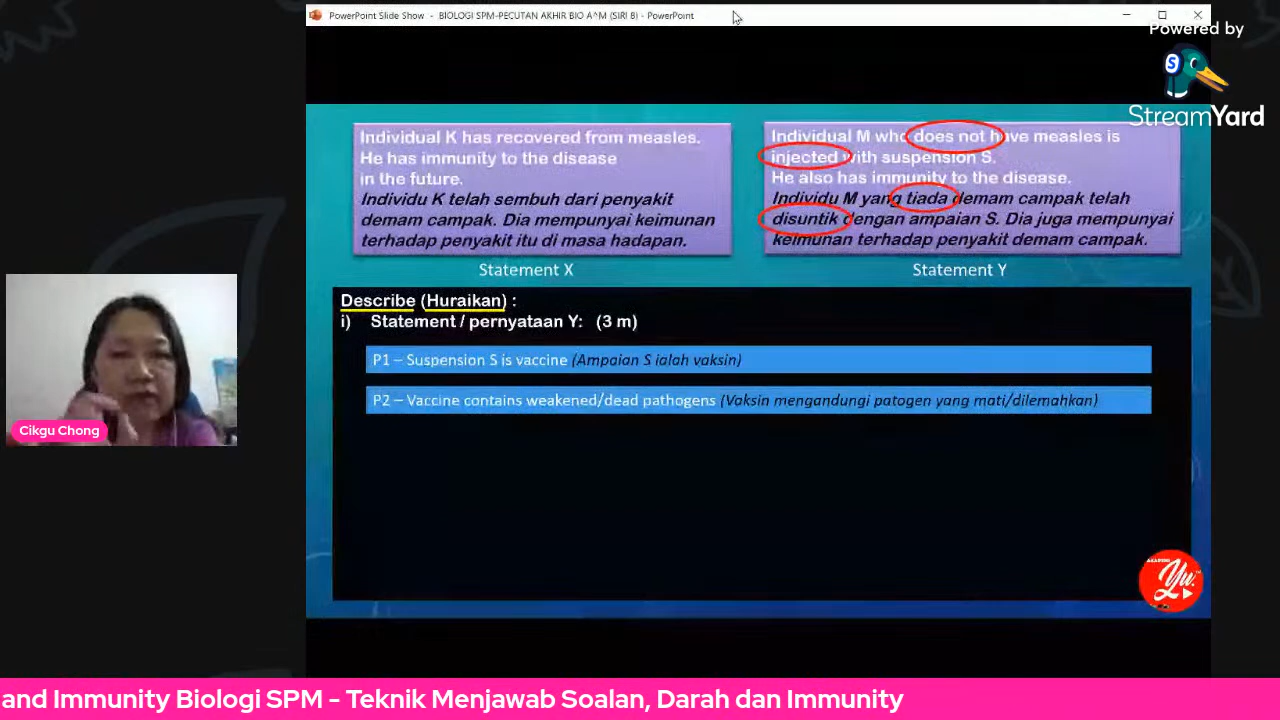 PowerPoint Slide Show - BIOLOGI SPM-PECUTAN AKHIR BIO A^M (SIRI 8) - PowerPoint
Powered by
StreamYard
Individual K has recovered from measles.
He has immunity to the disease
in the future.
Individu K telah sembuh dari penyakit
demam campak. Dia mempunyai keimunan
terhadap penyakit itu di masa hadapan.
Statement X
Individual M who does not have measles is
injected with suspension S.
He also has immunity to the disease.
Individu M yang tiada demam campak telah
disuntik dengan ampaian S. Dia juga mempunyai
keimunan terhadap penyakit demam campak.
Statement Y
Describe (Huraikan) :
i) Statement / pernyataan Y: (3 m)
P1 – Suspension S is vaccine (Ampaian S ialah vaksin)
P2 – Vaccine contains weakened/dead pathogens (Vaksin mengandungi patogen yang mati/dilemahkan)
Cikgu Chong
Yu.
and Immunity Biologi SPM - Teknik Menjawab Soalan, Darah dan Immunity